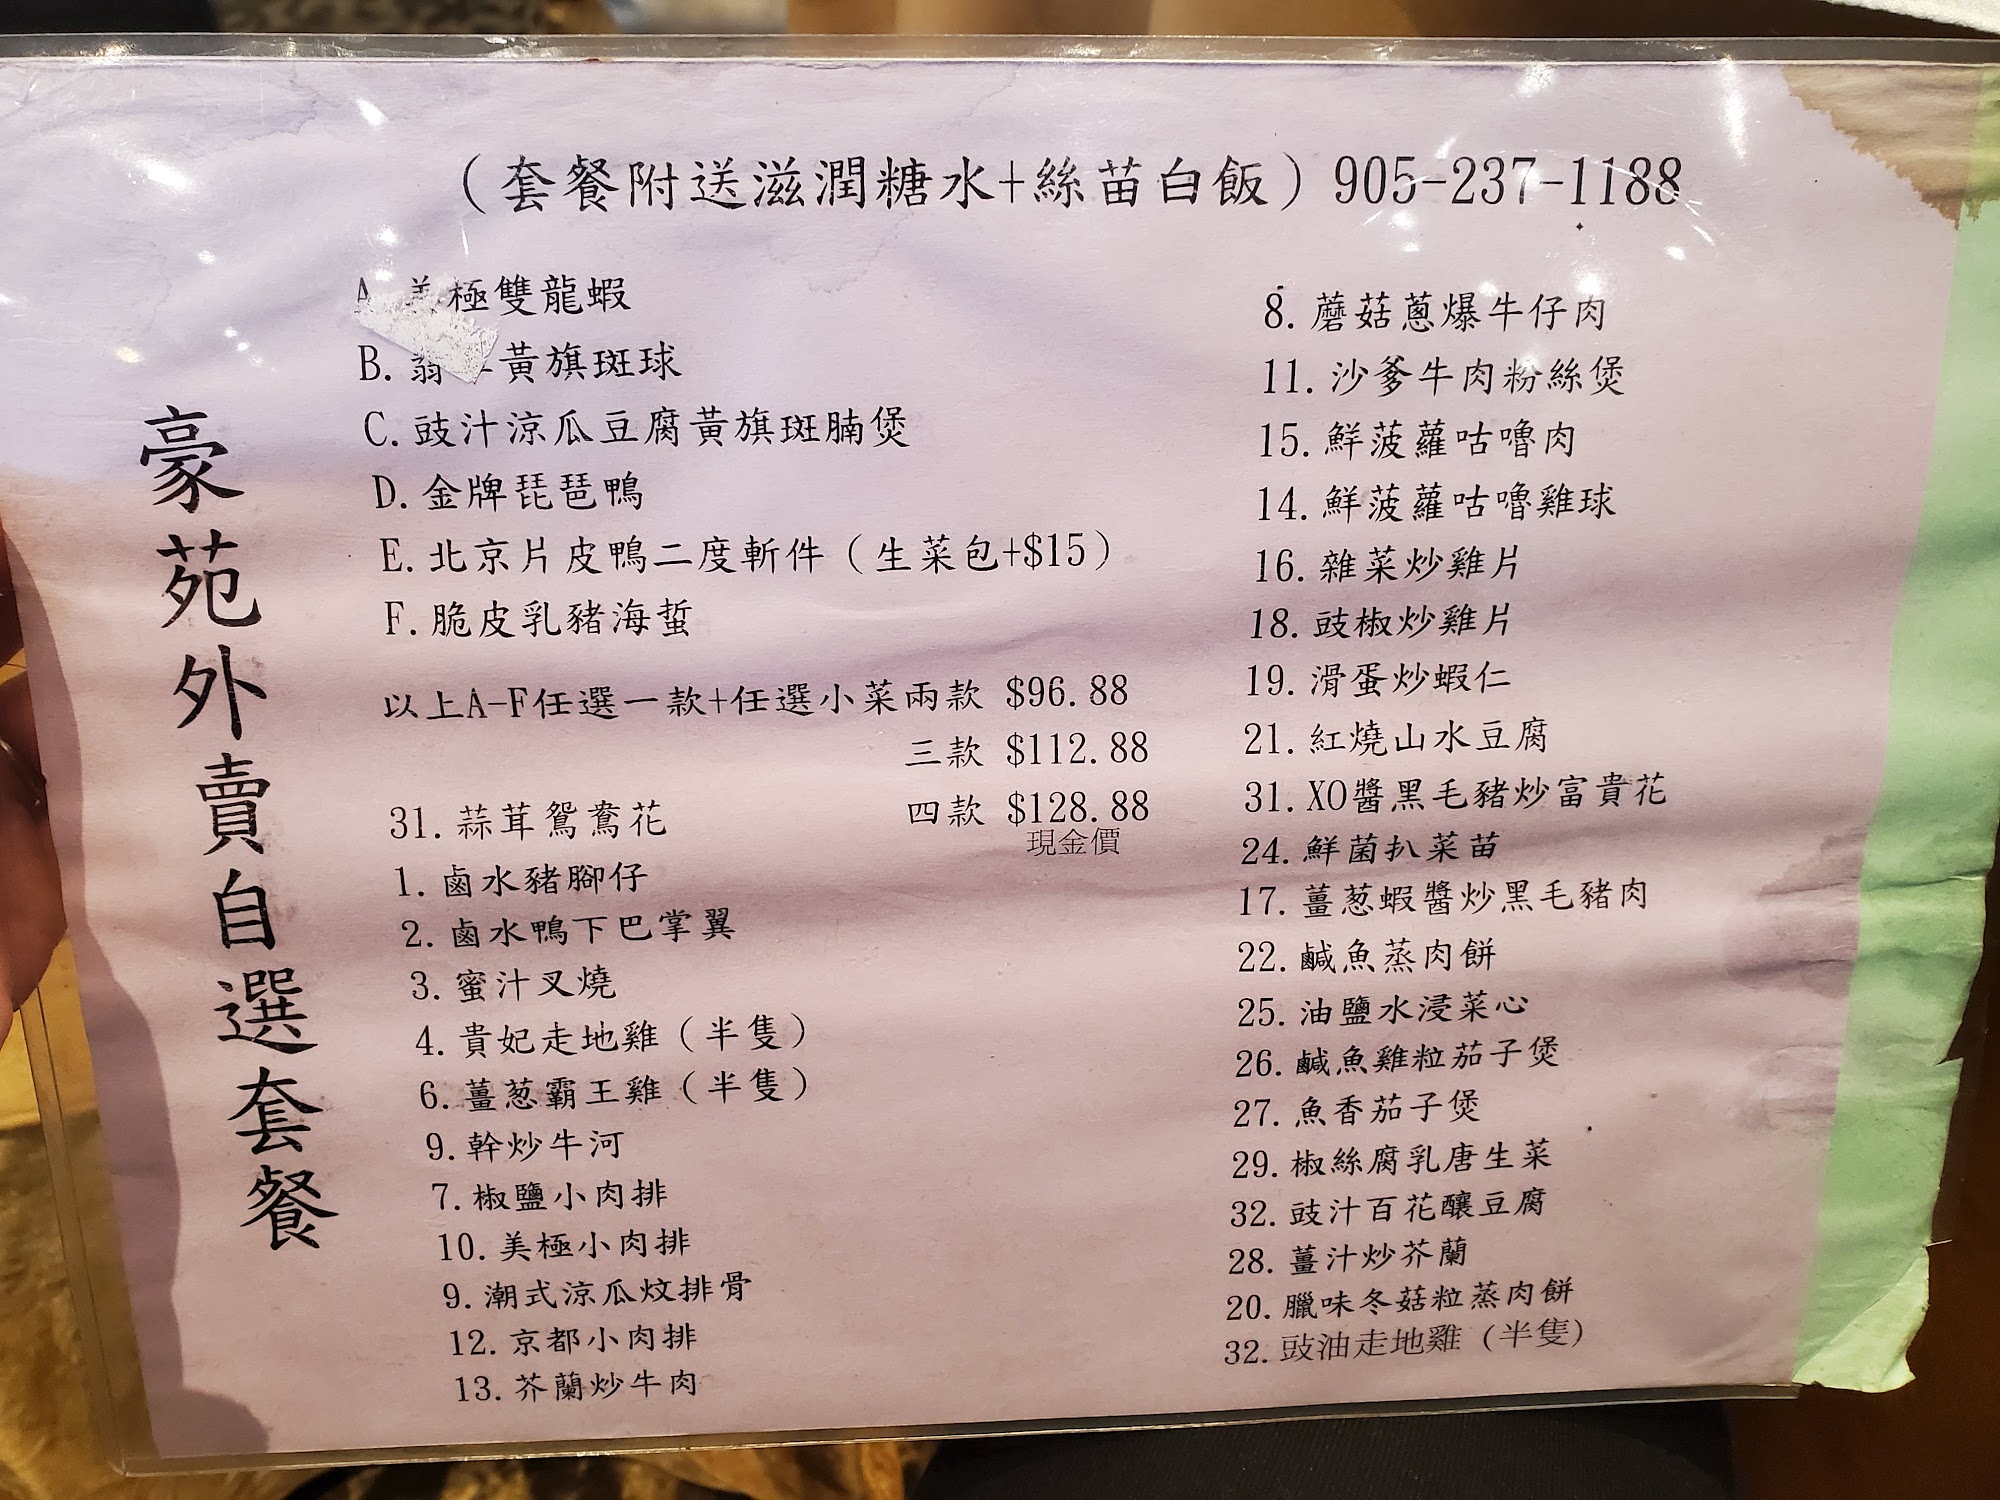 （套餐附送滋潤糖水+絲苗白飯）905-237-1188
豪苑外賣自選套餐
極雙龍蝦
B. 黃旗斑球
C. 豉汁涼瓜豆腐黃旗斑腩煲
D. 金牌琵琶鴨
E. 北京片皮鴨二度斬件（生菜包+$15）
F. 脆皮乳豬海蜇
以上A-F任選一款+任選小菜兩款 $96.88
三款 $112.88
四款 $128.88
現金價
31. 蒜茸鴛鴦花
1. 鹵水豬腳仔
2. 鹵水鴨下巴掌翼
3. 蜜汁叉燒
4. 貴妃走地雞（半隻）
6. 薑葱霸王雞（半隻）
9. 幹炒牛河
7. 椒鹽小肉排
10. 美極小肉排
9. 潮式涼瓜炆排骨
12. 京都小肉排
13. 芥蘭炒牛肉
8. 蘑菇蔥爆牛仔肉
11. 沙爹牛肉粉絲煲
15. 鮮菠蘿咕嚕肉
14. 鮮菠蘿咕嚕雞球
16. 雜菜炒雞片
18. 豉椒炒雞片
19. 滑蛋炒蝦仁
21. 紅燒山水豆腐
31. XO醬黑毛豬炒富貴花
24. 鮮菌扒菜苗
17. 薑葱蝦醬炒黑毛豬肉
22. 鹹魚蒸肉餅
25. 油鹽水浸菜心
26. 鹹魚雞粒茄子煲
27. 魚香茄子煲
29. 椒絲腐乳唐生菜
32. 豉汁百花釀豆腐
28. 薑汁炒芥蘭
20. 臘味冬菇粒蒸肉餅
32. 豉油走地雞（半隻）